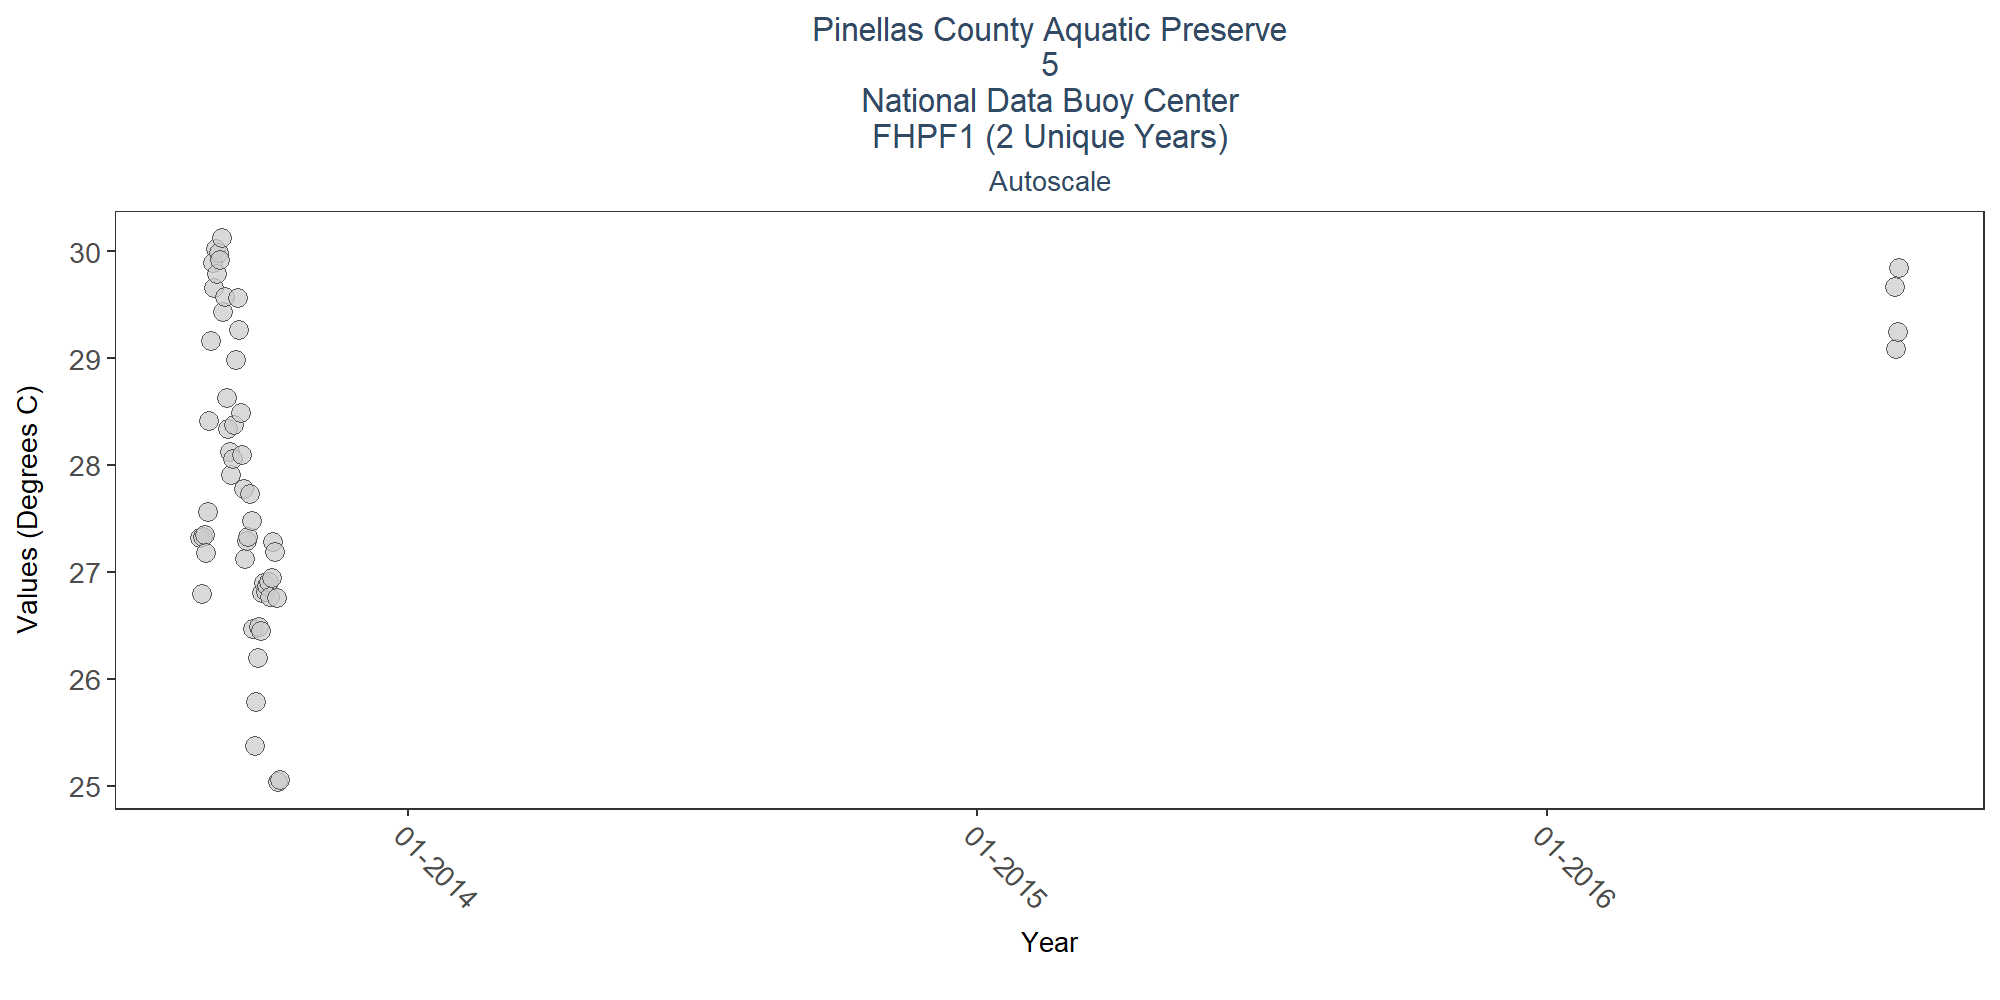 Pinellas County Aquatic Preserve
5
National Data Buoy Center
FHPF1 (2 Unique Years)
Autoscale
Values (Degrees C)
30
29
28
27
26
25
01-2014
01-2015
01-2016
Year